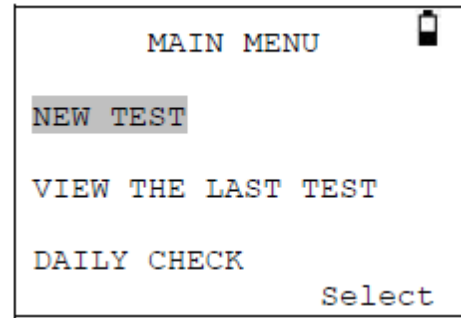 MAIN MENU
NEW TEST
VIEW THE LAST TEST
DAILY CHECK
Select